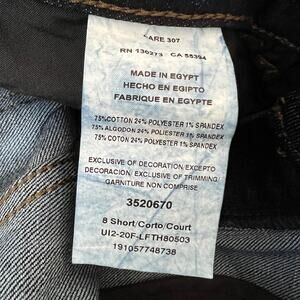 CARE 307
RN 130273 CA 55394
MADE IN EGYPT
HECHO EN EGIPTO
FABRIQUE EN EGYPTE
75%COTTON 24% POLYESTER 1% SPANDEX
75% ALGODON 24% POLIESTER 1% SPANDEX
75% COTON 24% POLYESTER 1% SPANDEX
EXCLUSIVE OF DECORATION/EXCEPTO
DECORACION/ EXCLUSIVE OF TRIMMING/
GARNITURE NON COMPRISE
3520670
8 Short/Corto/Court
UI2-20F-LFTH80503
191057748738